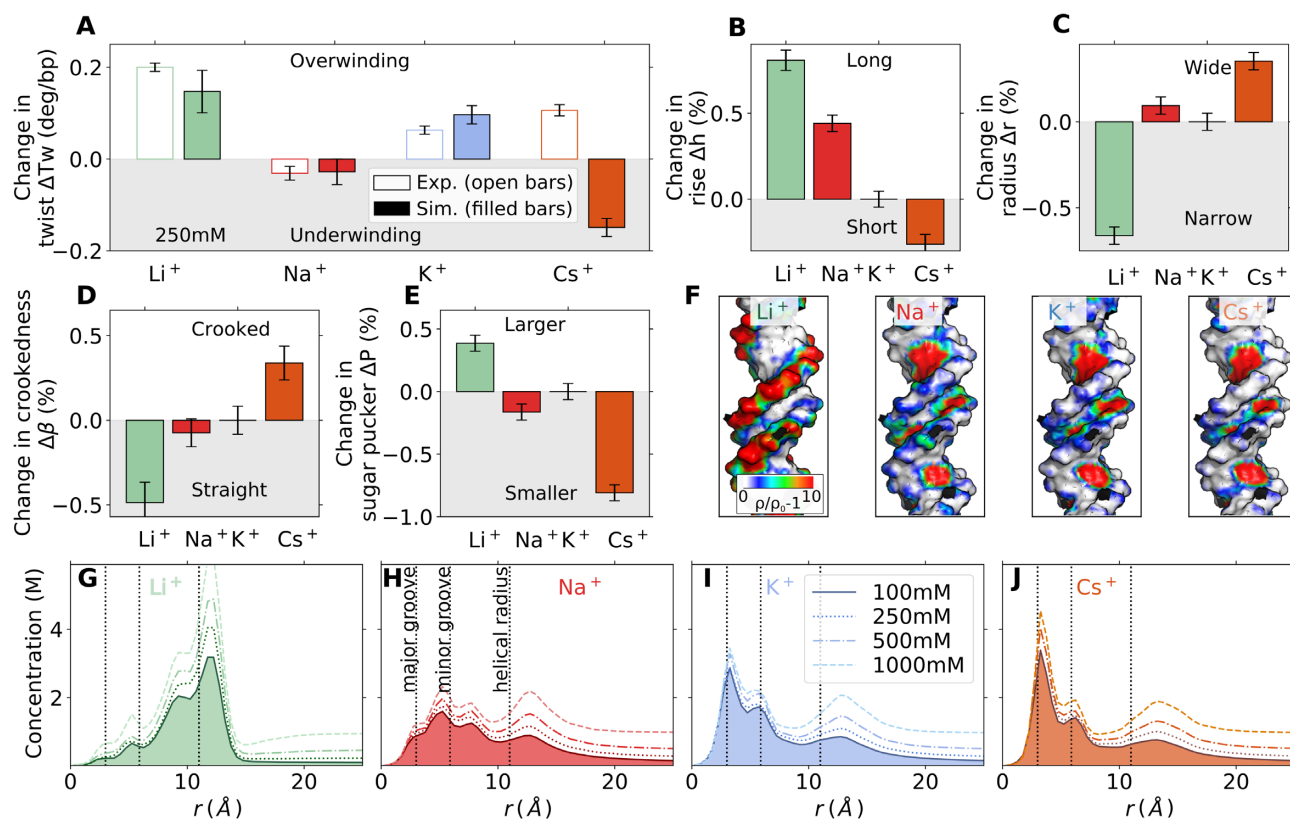 A
Change in
twist ΔTw (deg/bp)
0.2
0.0
−0.2
Overwinding
Exp. (open bars)
Sim. (filled bars)
250mM
Underwinding
Li⁺
Na⁺
K⁺
Cs⁺
B
Change in
rise Δh (%)
0.5
0.0
Long
Short
Li⁺
Na⁺
K⁺
Cs⁺
C
Change in
radius Δr (%)
0.0
−0.5
Wide
Narrow
Li⁺
Na⁺
K⁺
Cs⁺
D
Change in crookedness
Δβ (%)
0.5
0.0
−0.5
Crooked
Straight
Li⁺
Na⁺
K⁺
Cs⁺
E
Change in
sugar pucker ΔP (%)
0.5
0.0
−0.5
−1.0
Larger
Smaller
Li⁺
Na⁺
K⁺
Cs⁺
F
Li⁺
Na⁺
K⁺
Cs⁺
0 10
ρ/ρ₀-1
G
Li⁺
Concentration (M)
4
2
0
0 10 20
r (Å)
H
Na⁺
major groove
minor groove
helical radius
0 10 20
r (Å)
I
K⁺
100mM
250mM
500mM
1000mM
0 10 20
r (Å)
J
Cs⁺
0 10 20
r (Å)